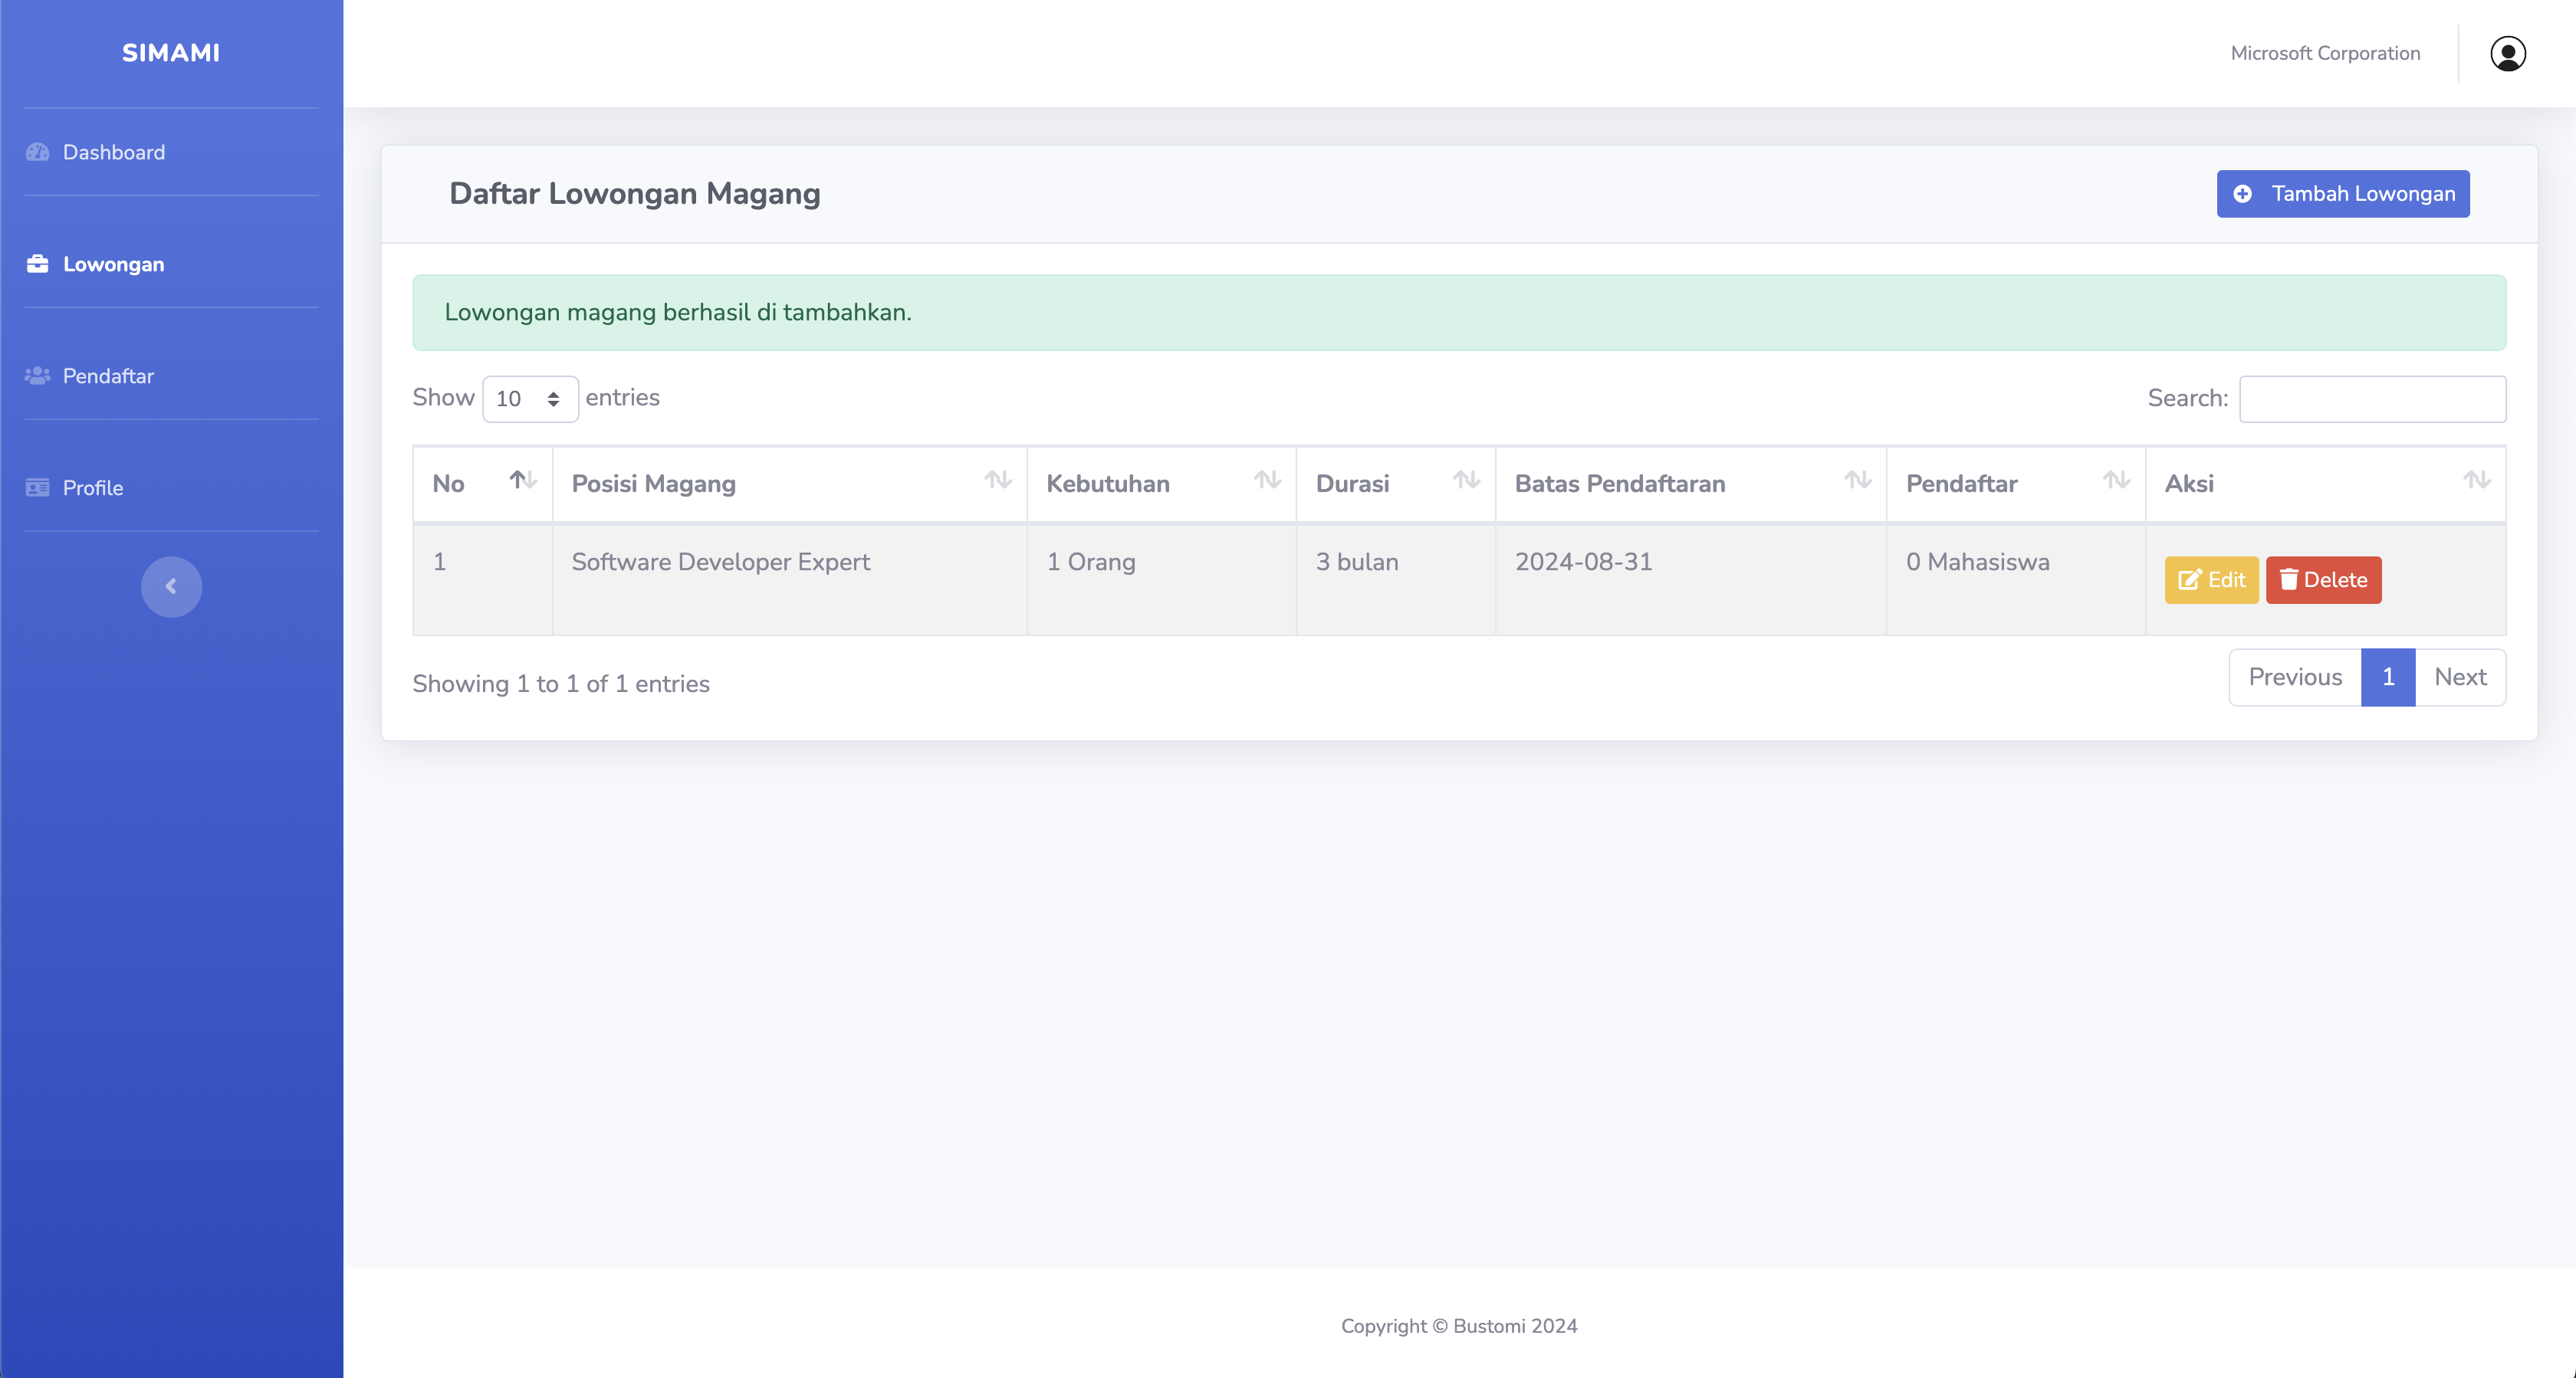 SIMAMI
Microsoft Corporation
Dashboard
Lowongan
Pendaftar
Profile
Daftar Lowongan Magang
Tambah Lowongan
Lowongan magang berhasil di tambahkan.
Show 10 entries
Search:
No Posisi Magang Kebutuhan Durasi Batas Pendaftaran Pendaftar Aksi
1 Software Developer Expert 1 Orang 3 bulan 2024-08-31 0 Mahasiswa Edit Delete
Showing 1 to 1 of 1 entries
Previous 1 Next
Copyright © Bustomi 2024